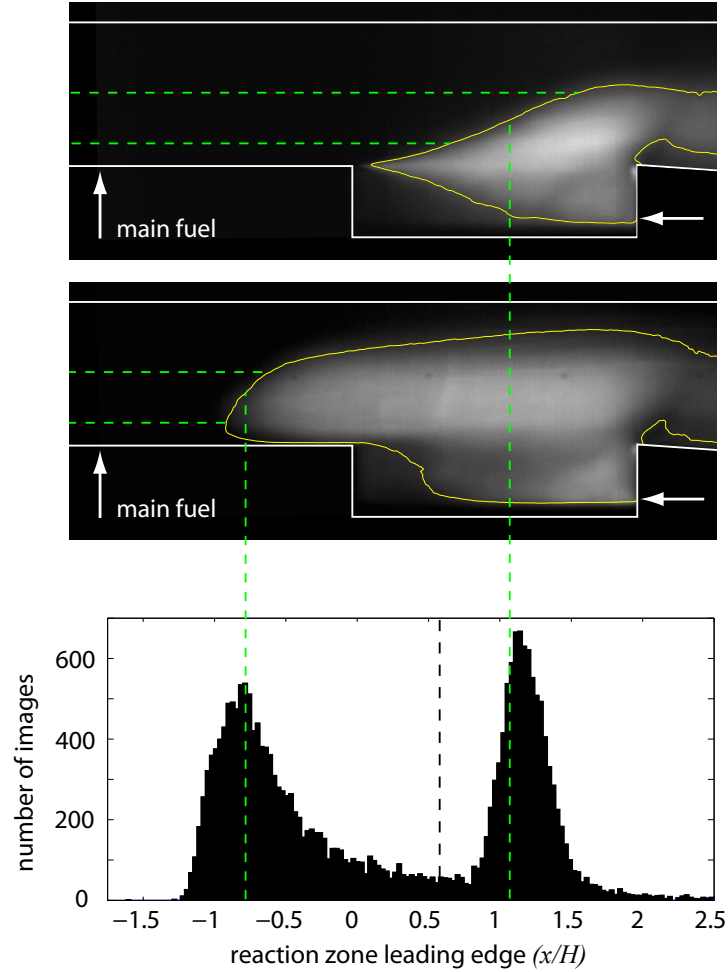 main fuel
main fuel
number of images
600
400
200
0
−1.5 −1 −0.5 0 0.5 1 1.5 2 2.5
reaction zone leading edge (x/H)